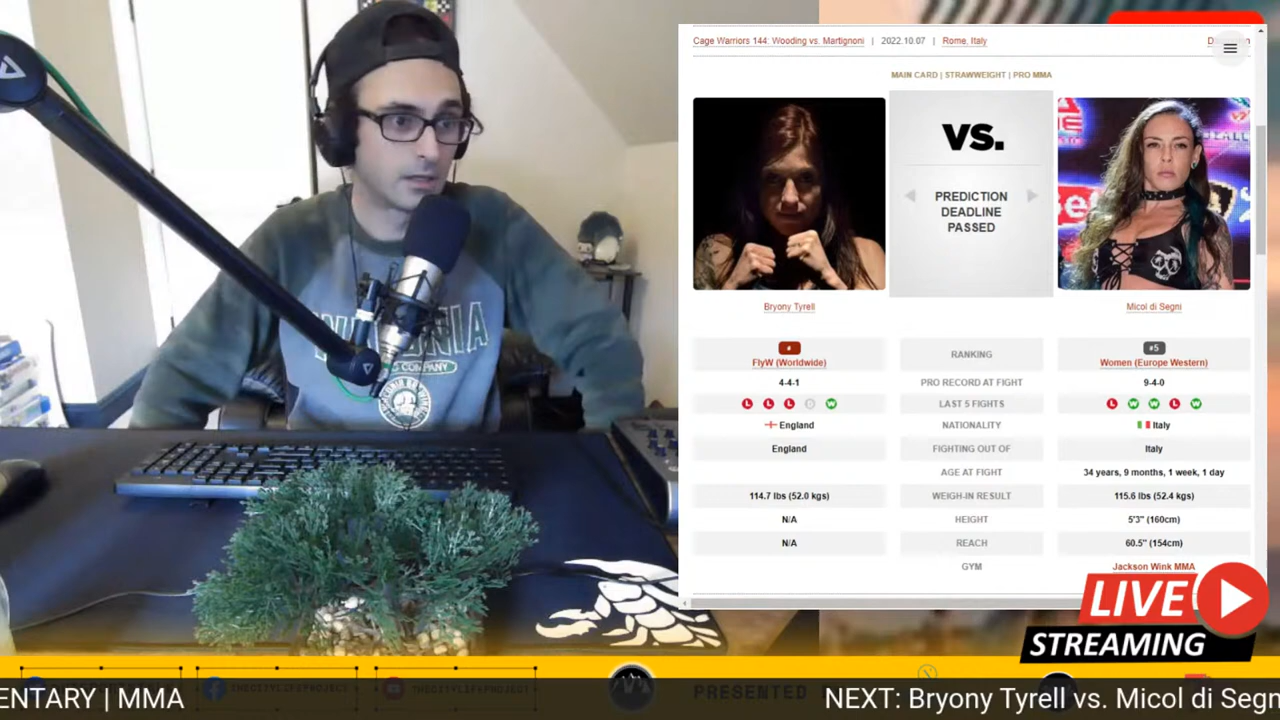 Cage Warriors 144: Wooding vs. Martignoni | 2022.10.07 | Rome, Italy
MAIN CARD | STRAWWEIGHT | PRO MMA
VS.
PREDICTION
DEADLINE
PASSED
Bryony Tyrell
Micol di Segni
RANKING
#5
FlyW (Worldwide)
Women (Europe Western)
4-4-1 PRO RECORD AT FIGHT 9-4-0
L L L D W LAST 5 FIGHTS L W W L W
England NATIONALITY Italy
England FIGHTING OUT OF Italy
AGE AT FIGHT 34 years, 9 months, 1 week, 1 day
114.7 lbs (52.0 kgs) WEIGH-IN RESULT 115.6 lbs (52.4 kgs)
N/A HEIGHT 5'3" (160cm)
N/A REACH 60.5" (154cm)
GYM Jackson Wink MMA
LIVE
STREAMING
THECITYLIFEPROJECT
THECITYLIFEPROJECT
PRESENTED
ENTARY | MMA
NEXT: Bryony Tyrell vs. Micol di Segn